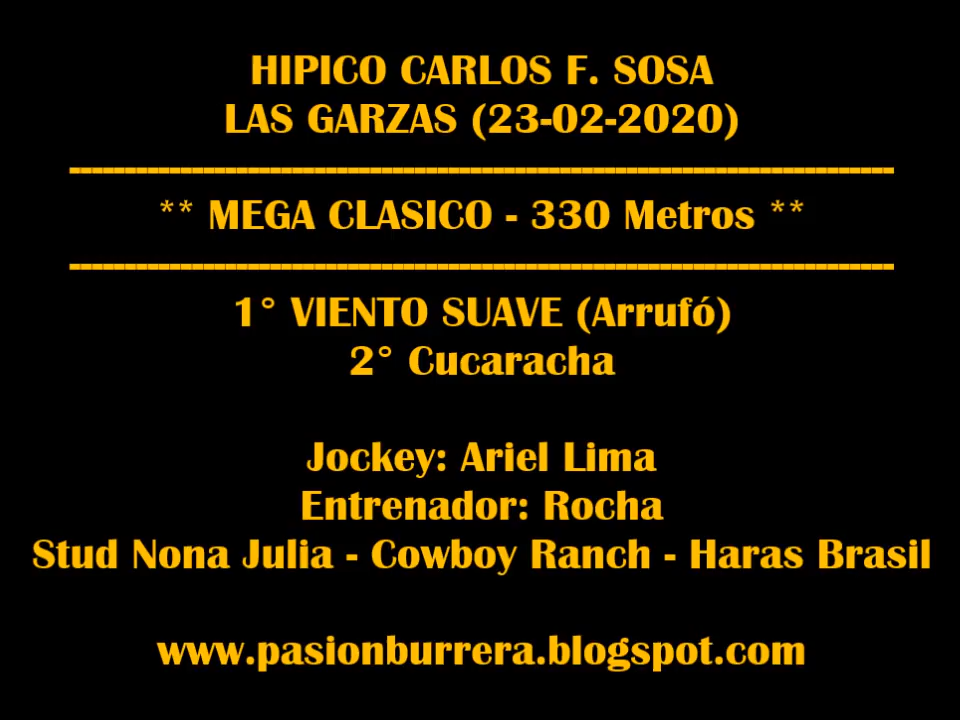 HIPICO CARLOS F. SOSA
LAS GARZAS (23-02-2020)
---------------------------------------------------------------------------
** MEGA CLASICO - 330 Metros **
---------------------------------------------------------------------------
1° VIENTO SUAVE (Arrufó)
2° Cucaracha
Jockey: Ariel Lima
Entrenador: Rocha
Stud Nona Julia - Cowboy Ranch - Haras Brasil
www.pasionburrera.blogspot.com